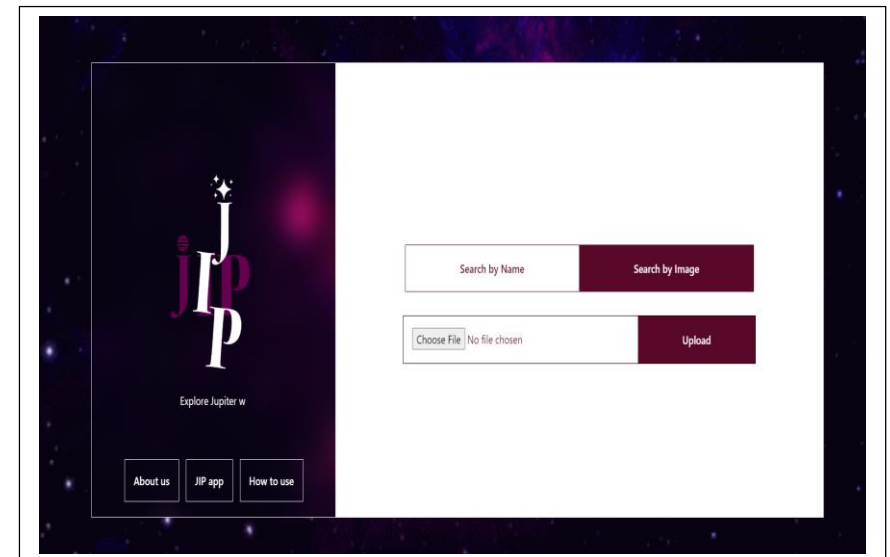 JIP
JIP
Explore Jupiter w
About us
JIP app
How to use
Search by Name
Search by Image
Choose File No file chosen
Upload